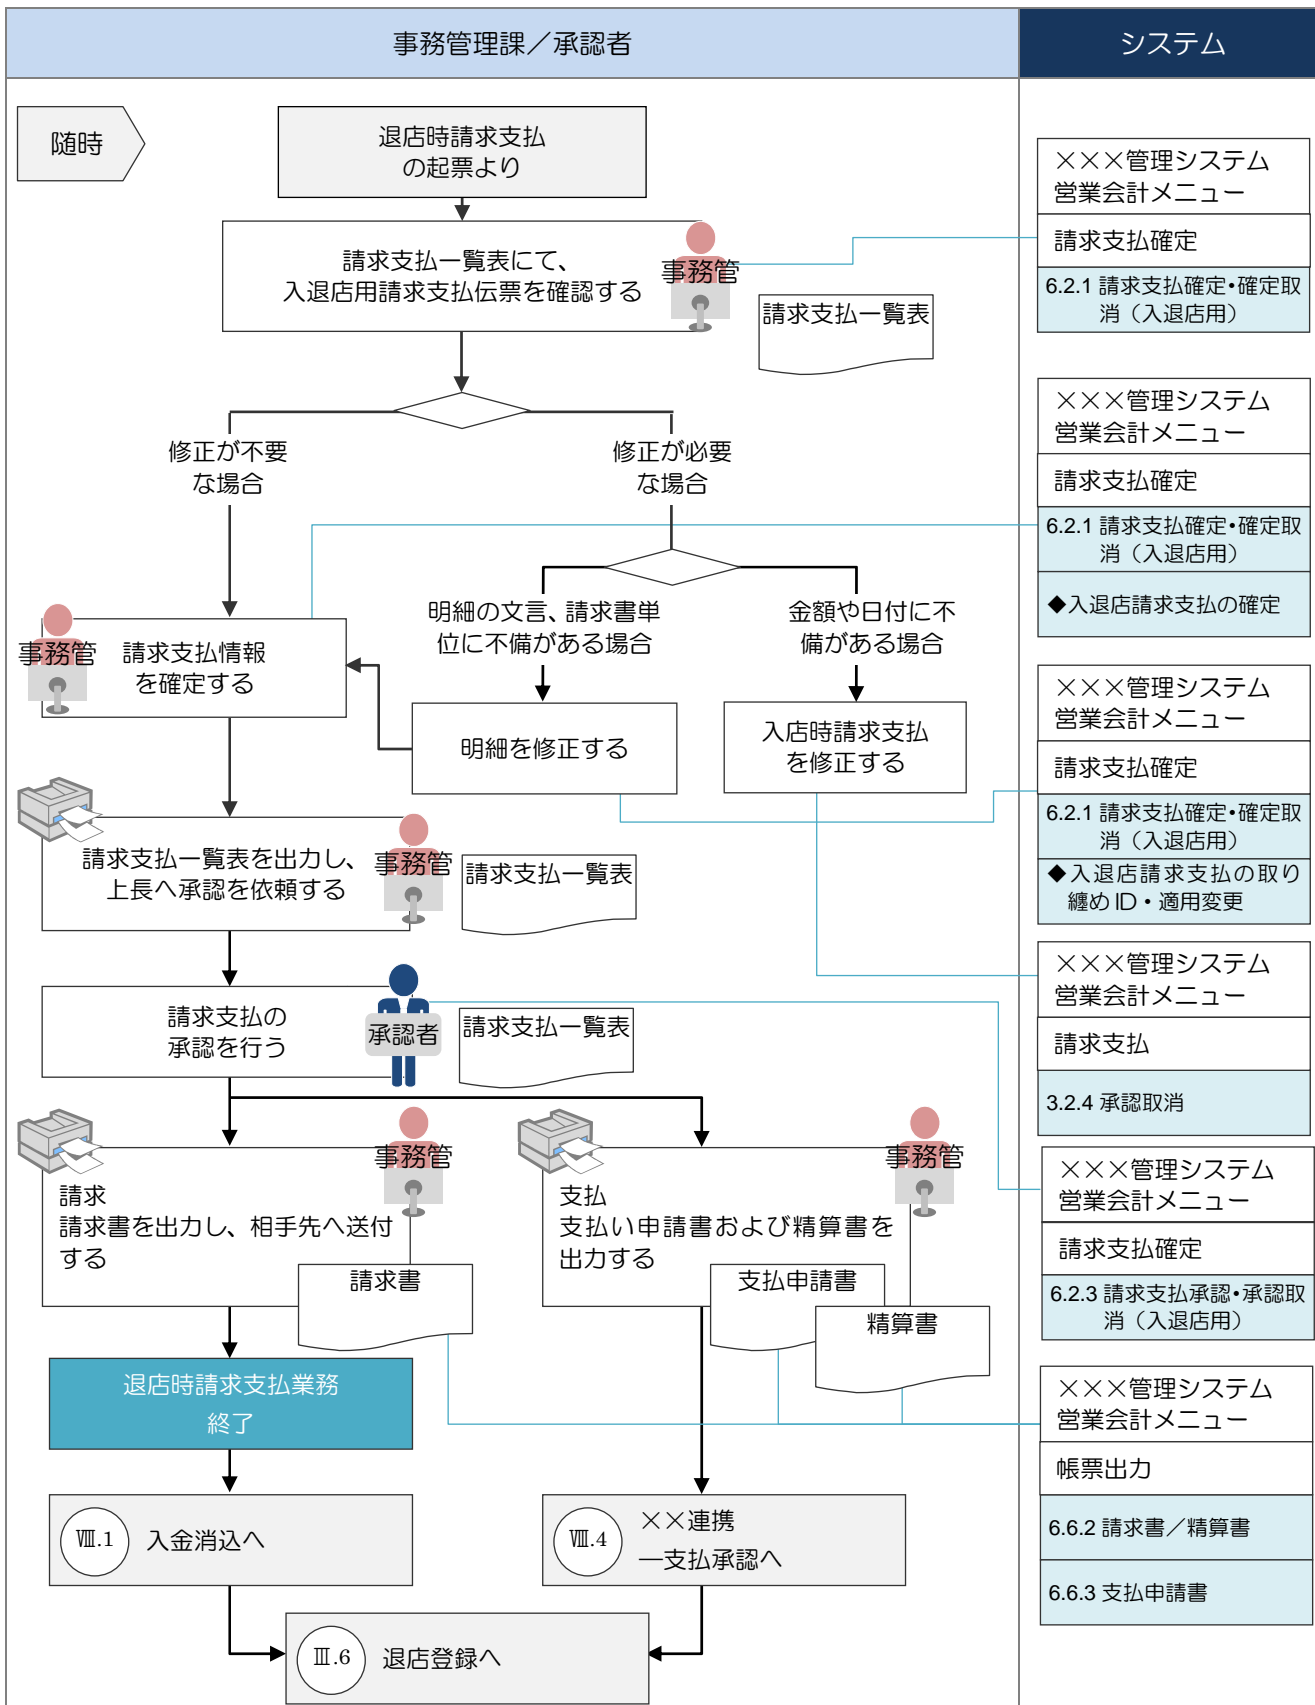 事務管理課／承認者
システム
随時
退店時請求支払
の起票より
請求支払一覧表にて、
入退店用請求支払伝票を確認する
事務管
請求支払一覧表
修正が不要
な場合
修正が必要
な場合
明細の文言、請求書単
位に不備がある場合
金額や日付に不
備がある場合
事務管
請求支払情報
を確定する
明細を修正する
入店時請求支払
を修正する
請求支払一覧表を出力し、
上長へ承認を依頼する
事務管
請求支払一覧表
請求支払の
承認を行う
承認者
請求支払一覧表
請求
請求書を出力し、相手先へ送付
する
事務管
請求書
支払
支払い申請書および精算書を
出力する
事務管
支払申請書
精算書
退店時請求支払業務
終了
Ⅷ.1
入金消込へ
Ⅷ.4
××連携
―支払承認へ
Ⅲ.6
退店登録へ
×××管理システム
営業会計メニュー
請求支払確定
6.2.1 請求支払確定・確定取
消（入退店用）
×××管理システム
営業会計メニュー
請求支払確定
6.2.1 請求支払確定・確定取
消（入退店用）
◆入退店請求支払の確定
×××管理システム
営業会計メニュー
請求支払確定
6.2.1 請求支払確定・確定取
消（入退店用）
◆入退店請求支払の取り
纏め ID・適用変更
×××管理システム
営業会計メニュー
請求支払
3.2.4 承認取消
×××管理システム
営業会計メニュー
請求支払確定
6.2.3 請求支払承認・承認取
消（入退店用）
×××管理システム
営業会計メニュー
帳票出力
6.6.2 請求書／精算書
6.6.3 支払申請書